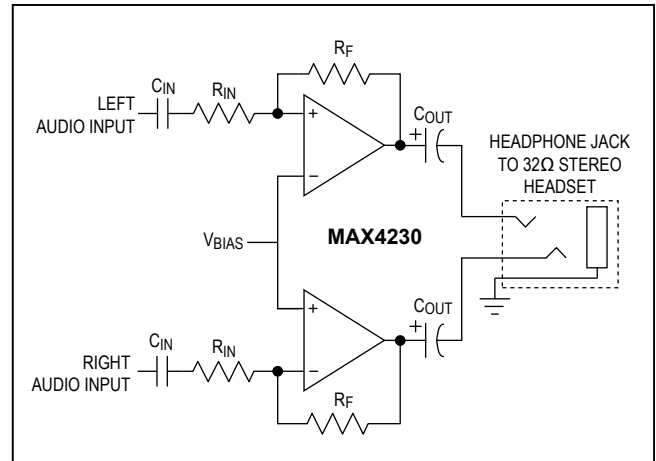 RF
CIN
RIN
LEFT
AUDIO INPUT
+
−
COUT
+
HEADPHONE JACK
TO 32Ω STEREO
HEADSET
VBIAS
MAX4230
COUT
+
CIN
RIN
RIGHT
AUDIO INPUT
+
−
RF